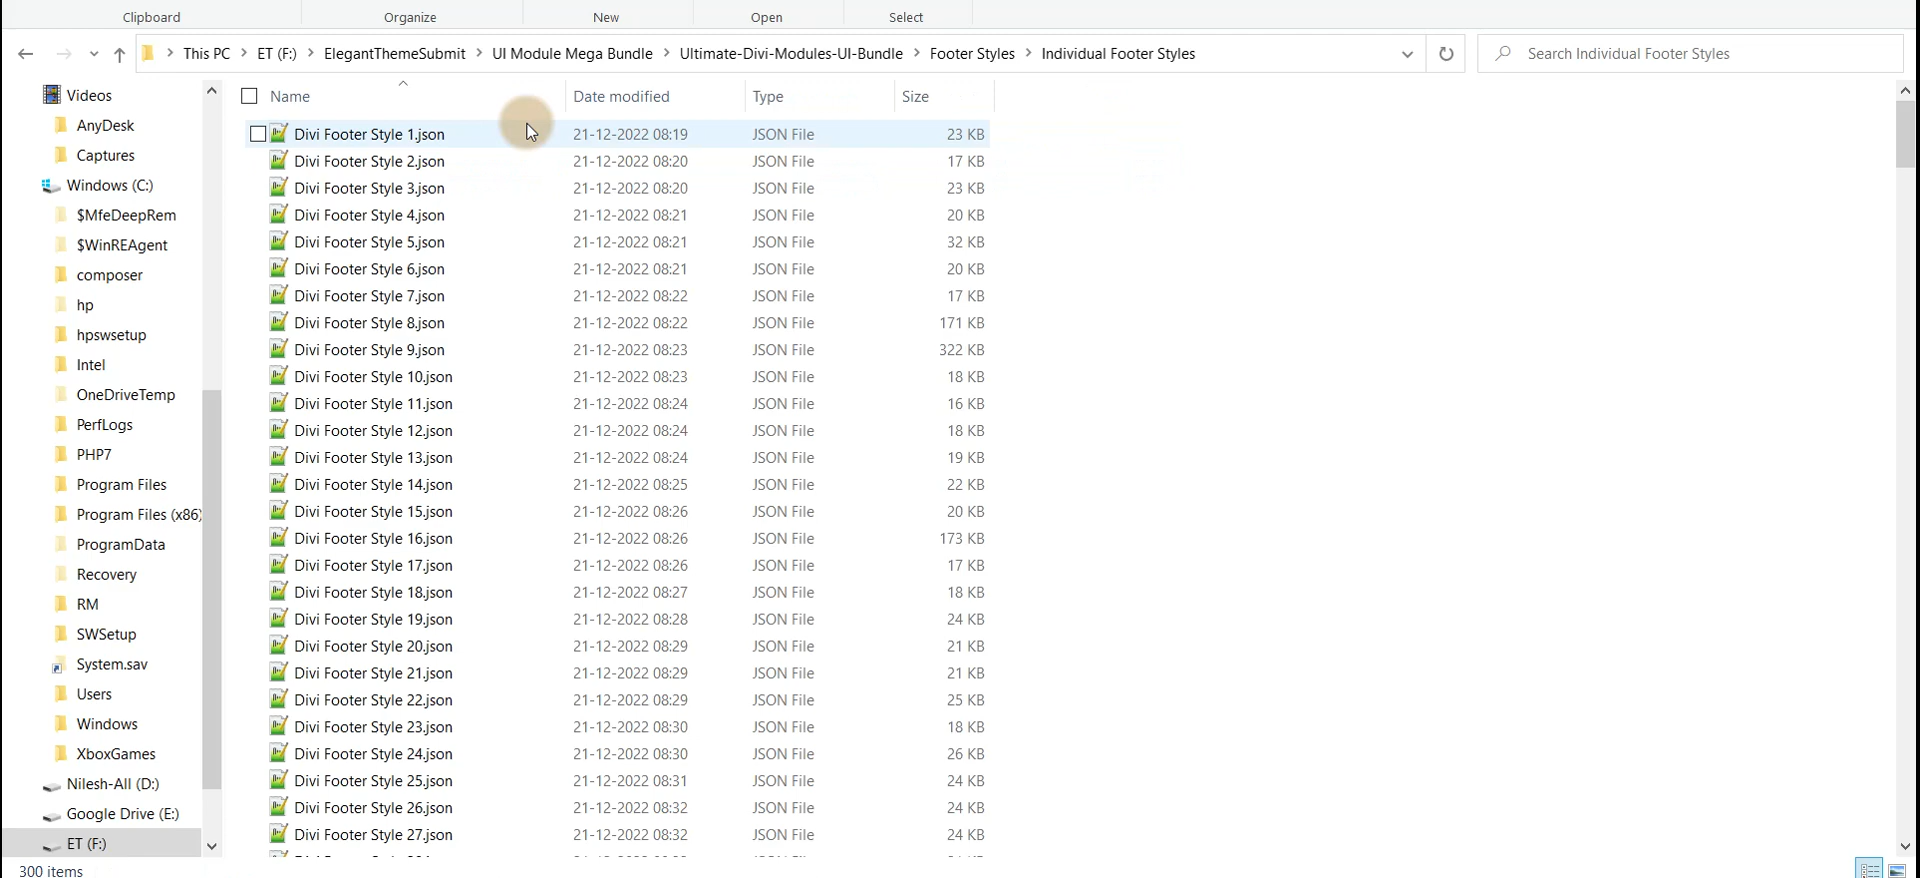 Clipboard Organize New Open Select
This PC > ET (F:) > ElegantThemeSubmit > UI Module Mega Bundle > Ultimate-Divi-Modules-UI-Bundle > Footer Styles > Individual Footer Styles
Search Individual Footer Styles
Videos
AnyDesk
Captures
Windows (C:)
$MfeDeepRem
$WinREAgent
composer
hp
hpswsetup
Intel
OneDriveTemp
PerfLogs
PHP7
Program Files
Program Files (x86)
ProgramData
Recovery
RM
SWSetup
System.sav
Users
Windows
XboxGames
Nilesh-All (D:)
Google Drive (E:)
ET (F:)
Name Date modified Type Size
Divi Footer Style 1.json 21-12-2022 08:19 JSON File 23 KB
Divi Footer Style 2.json 21-12-2022 08:20 JSON File 17 KB
Divi Footer Style 3.json 21-12-2022 08:20 JSON File 23 KB
Divi Footer Style 4.json 21-12-2022 08:21 JSON File 20 KB
Divi Footer Style 5.json 21-12-2022 08:21 JSON File 32 KB
Divi Footer Style 6.json 21-12-2022 08:21 JSON File 20 KB
Divi Footer Style 7.json 21-12-2022 08:22 JSON File 17 KB
Divi Footer Style 8.json 21-12-2022 08:22 JSON File 171 KB
Divi Footer Style 9.json 21-12-2022 08:23 JSON File 322 KB
Divi Footer Style 10.json 21-12-2022 08:23 JSON File 18 KB
Divi Footer Style 11.json 21-12-2022 08:24 JSON File 16 KB
Divi Footer Style 12.json 21-12-2022 08:24 JSON File 18 KB
Divi Footer Style 13.json 21-12-2022 08:24 JSON File 19 KB
Divi Footer Style 14.json 21-12-2022 08:25 JSON File 22 KB
Divi Footer Style 15.json 21-12-2022 08:26 JSON File 20 KB
Divi Footer Style 16.json 21-12-2022 08:26 JSON File 173 KB
Divi Footer Style 17.json 21-12-2022 08:26 JSON File 17 KB
Divi Footer Style 18.json 21-12-2022 08:27 JSON File 18 KB
Divi Footer Style 19.json 21-12-2022 08:28 JSON File 24 KB
Divi Footer Style 20.json 21-12-2022 08:29 JSON File 21 KB
Divi Footer Style 21.json 21-12-2022 08:29 JSON File 21 KB
Divi Footer Style 22.json 21-12-2022 08:29 JSON File 25 KB
Divi Footer Style 23.json 21-12-2022 08:30 JSON File 18 KB
Divi Footer Style 24.json 21-12-2022 08:30 JSON File 26 KB
Divi Footer Style 25.json 21-12-2022 08:31 JSON File 24 KB
Divi Footer Style 26.json 21-12-2022 08:32 JSON File 24 KB
Divi Footer Style 27.json 21-12-2022 08:32 JSON File 24 KB
300 items